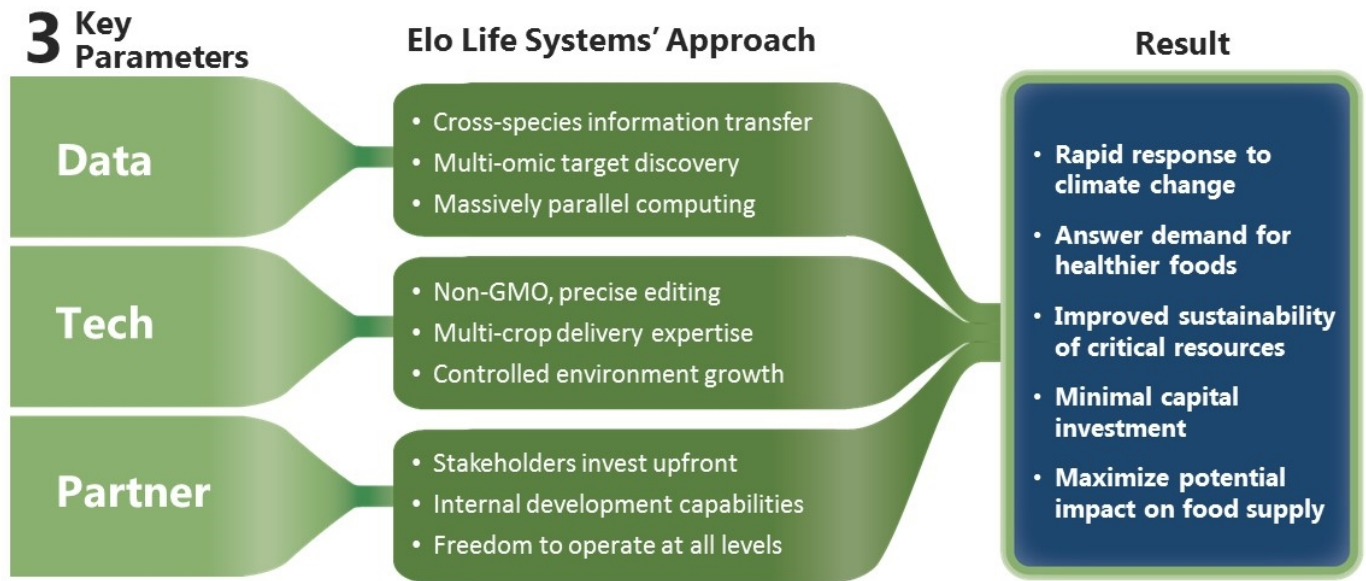 3 Key
Parameters
Elo Life Systems’ Approach
Result
Data
• Cross-species information transfer
• Multi-omic target discovery
• Massively parallel computing
Tech
• Non-GMO, precise editing
• Multi-crop delivery expertise
• Controlled environment growth
Partner
• Stakeholders invest upfront
• Internal development capabilities
• Freedom to operate at all levels
• Rapid response to
climate change
• Answer demand for
healthier foods
• Improved sustainability
of critical resources
• Minimal capital
investment
• Maximize potential
impact on food supply